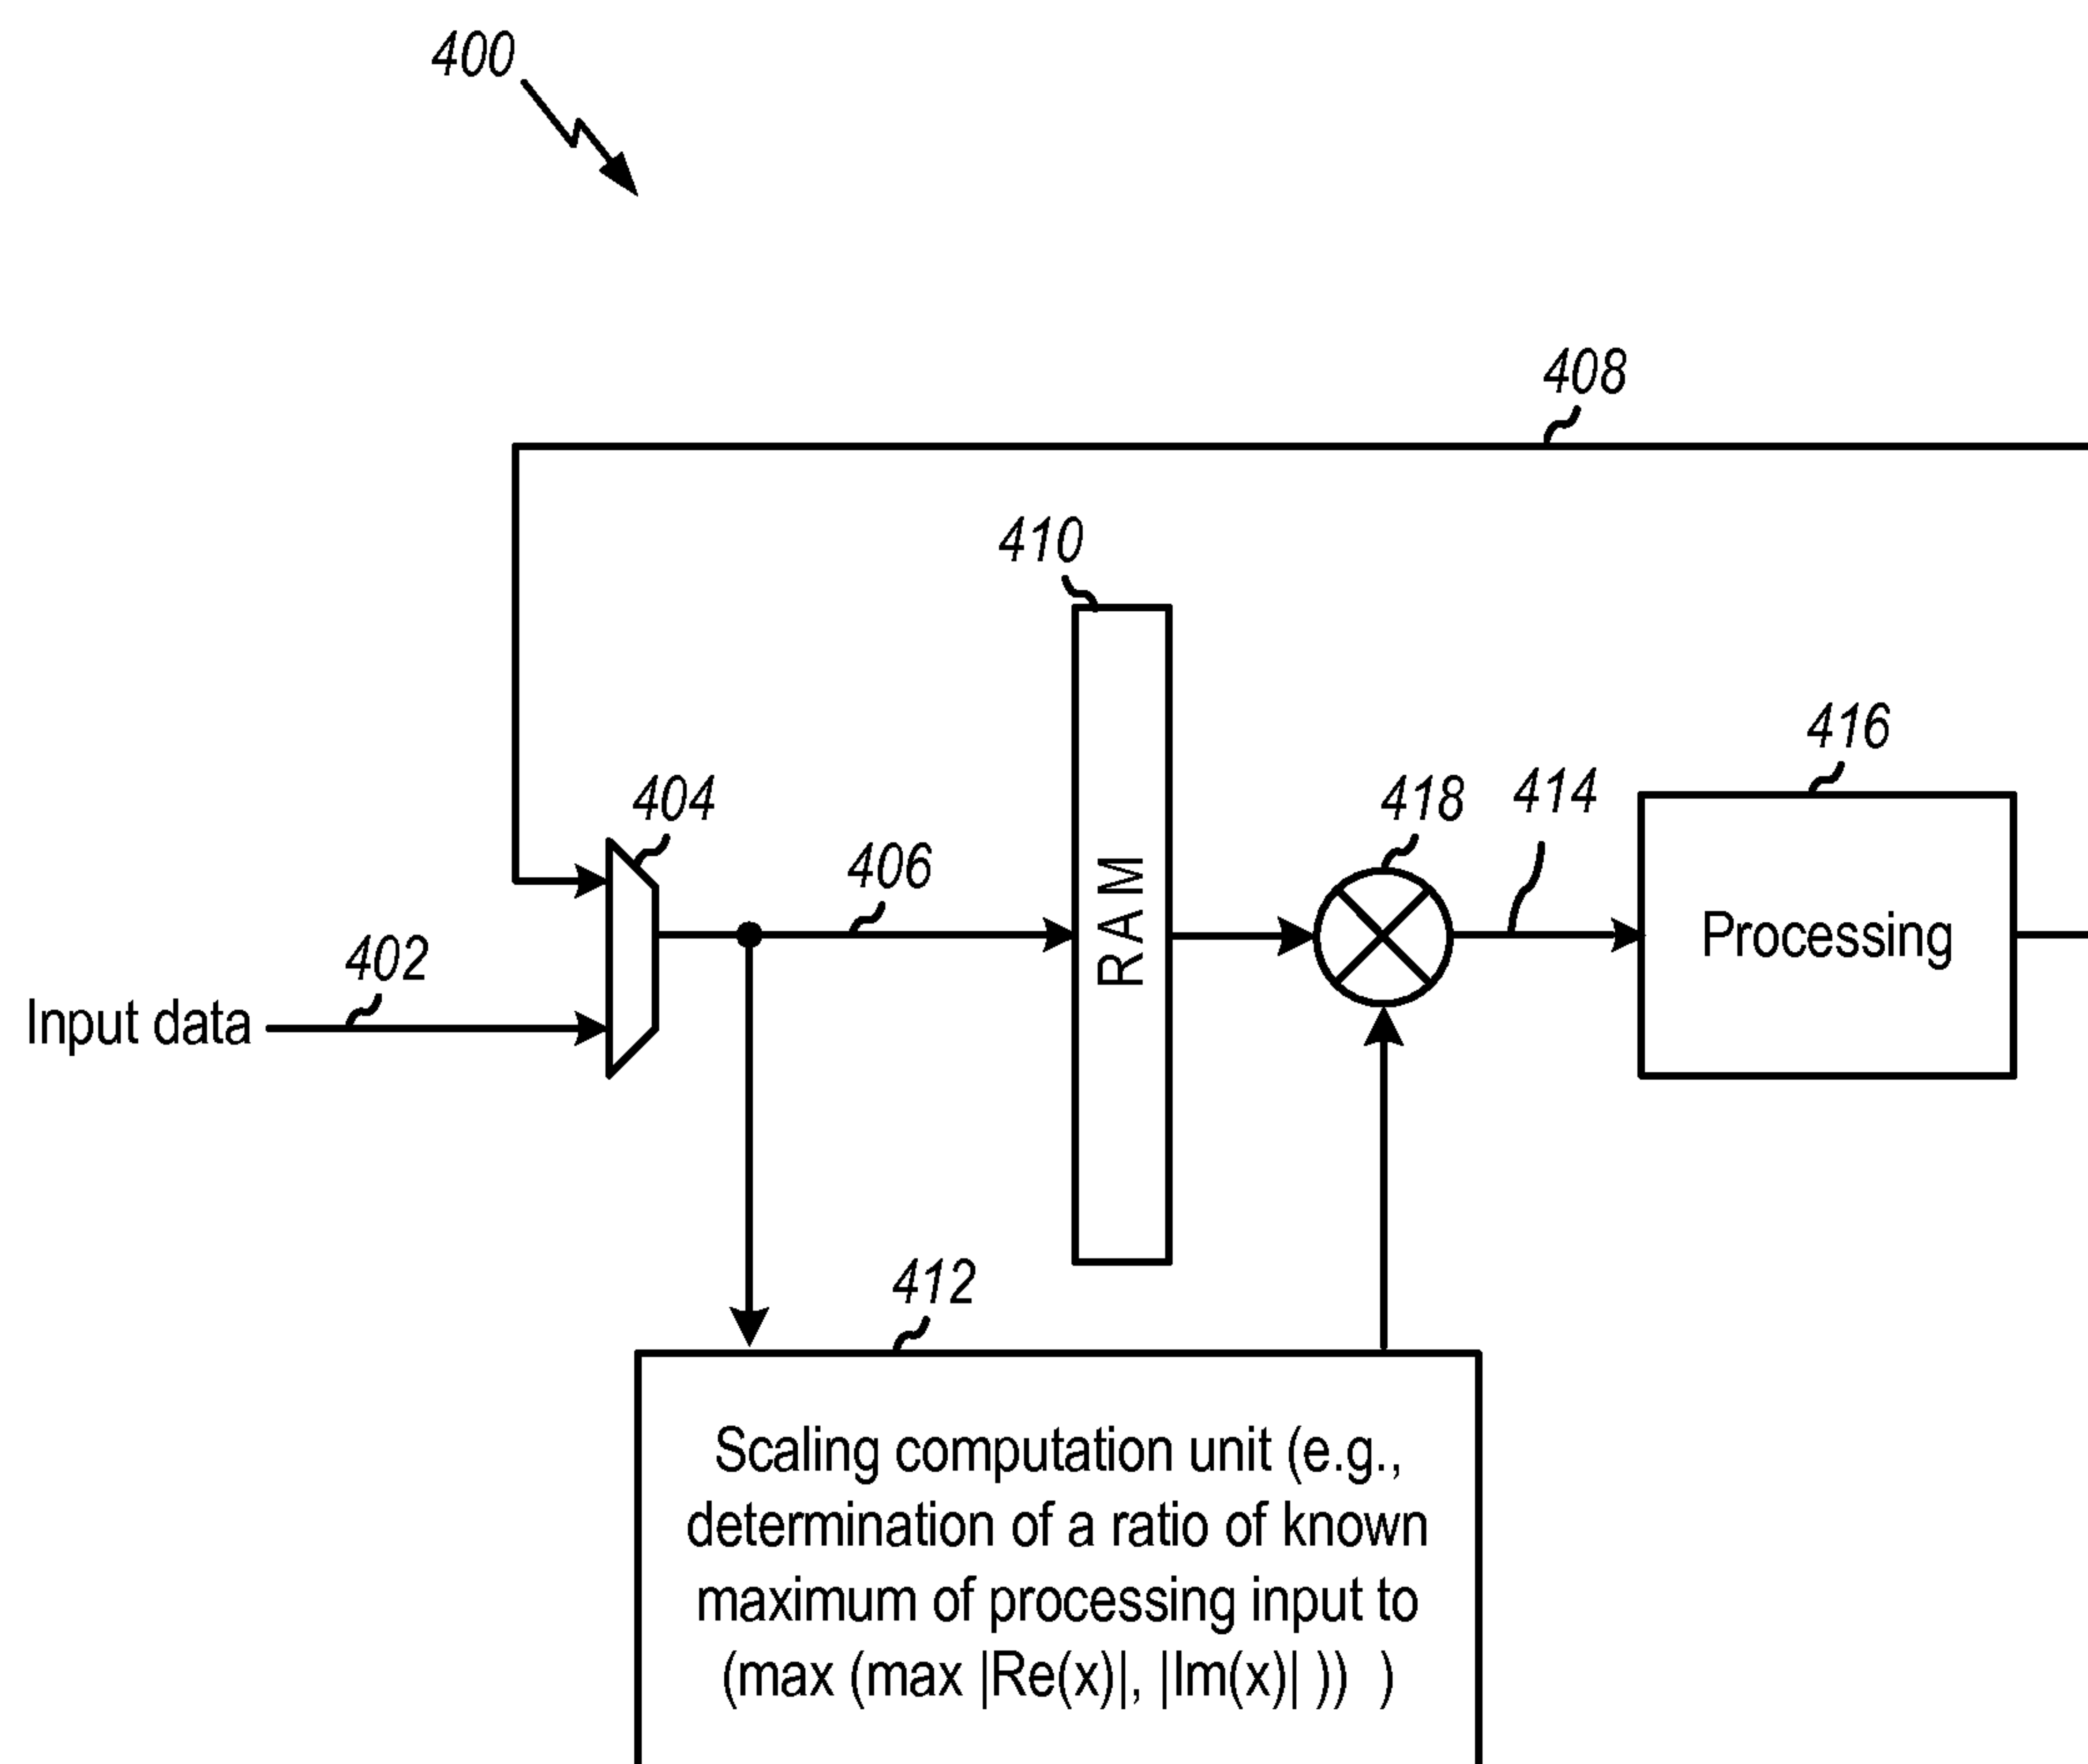 400
408
410
416
404
418
414
406
402
RAM
Processing
Input data
412
Scaling computation unit (e.g.,
determination of a ratio of known
maximum of processing input to
(max (max |Re(x)|, |Im(x)| )) )